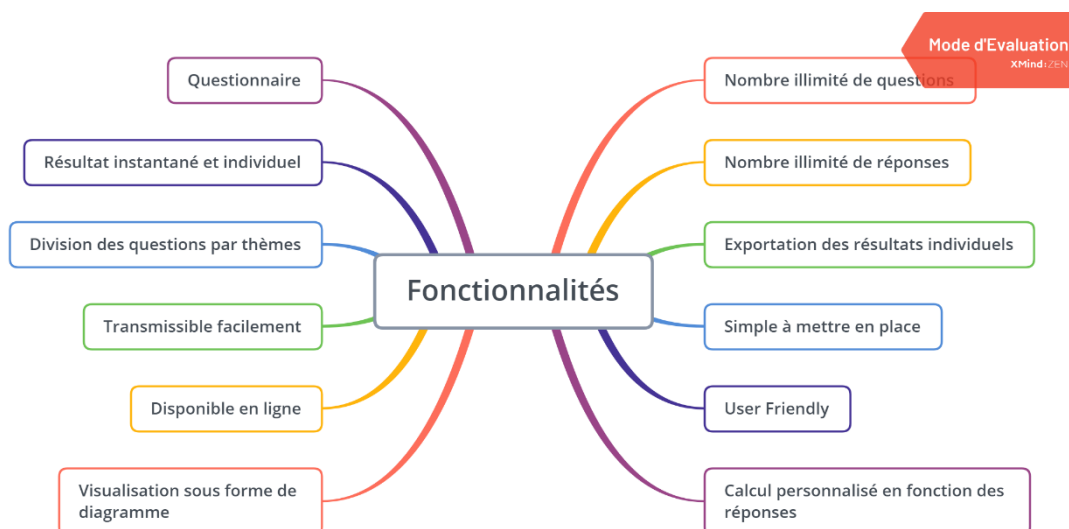 Mode d'Evaluation
XMind:ZEN
Questionnaire
Nombre illimité de questions
Résultat instantané et individuel
Nombre illimité de réponses
Division des questions par thèmes
Exportation des résultats individuels
Fonctionnalités
Transmissible facilement
Simple à mettre en place
Disponible en ligne
User Friendly
Visualisation sous forme de
diagramme
Calcul personnalisé en fonction des
réponses